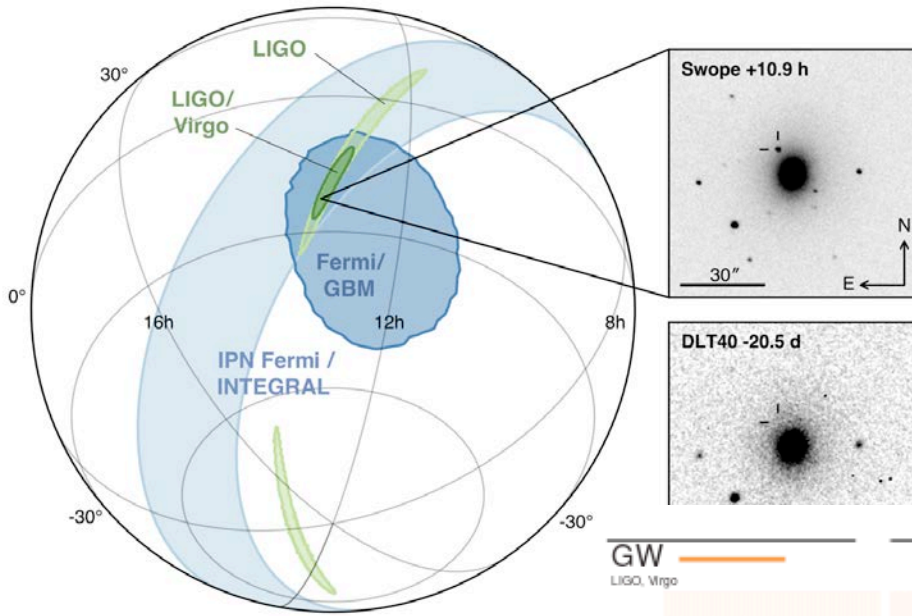 30°
LIGO
LIGO/
Virgo
Fermi/
GBM
0°
16h
12h
8h
IPN Fermi /
INTEGRAL
-30°
-30°
Swope +10.9 h
N
30"
E
DLT40 -20.5 d
GW
LIGO, Virgo